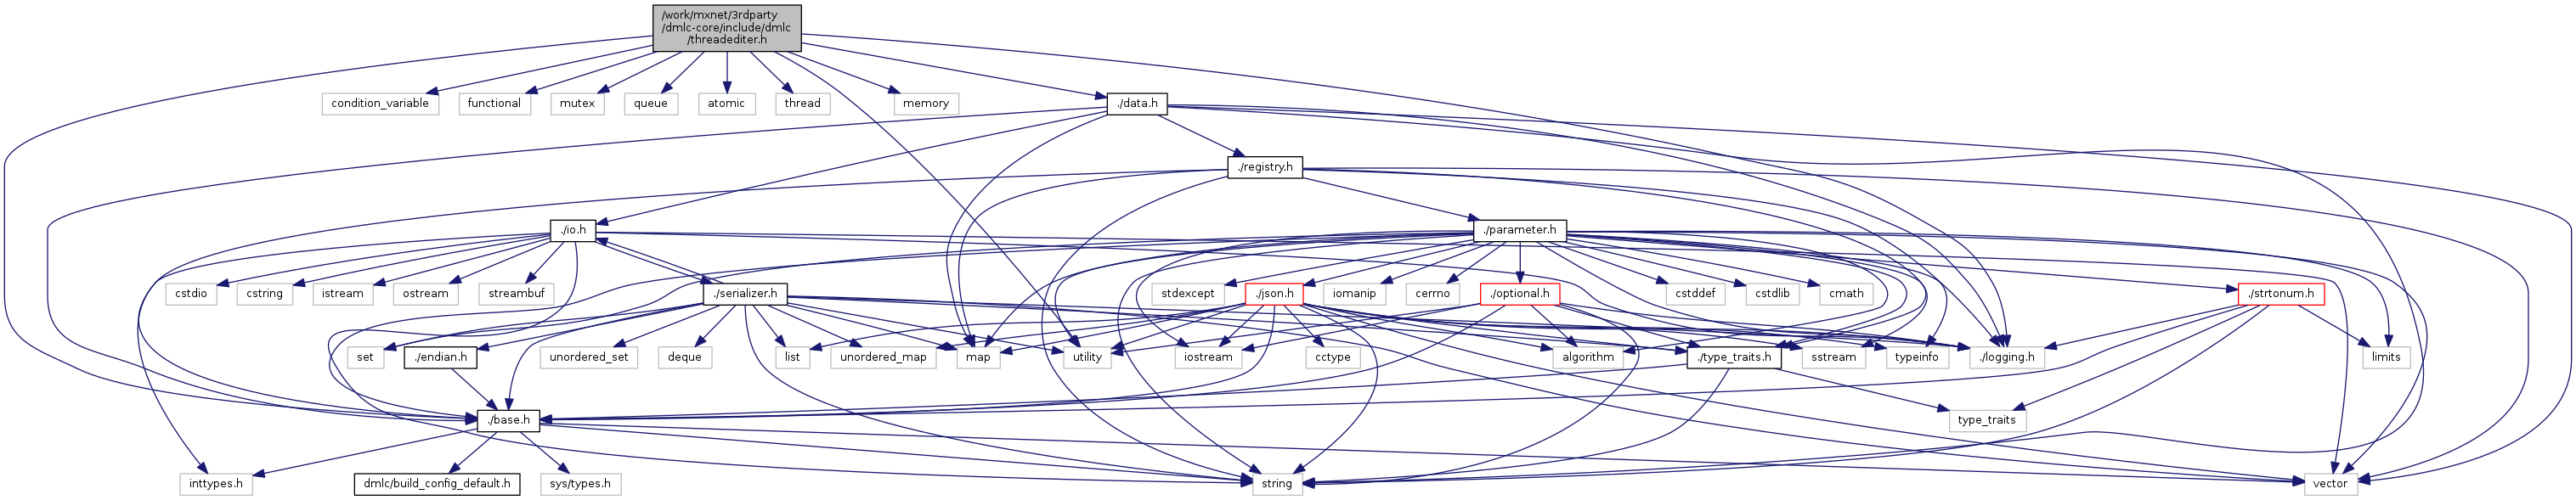 /work/mxnet/3rdparty
/dmlc-core/include/dmlc
/threadediter.h
condition_variable
functional
mutex
queue
atomic
thread
memory
./data.h
./registry.h
./io.h
./parameter.h
cstdio
cstring
istream
ostream
streambuf
./serializer.h
stdexcept
./json.h
iomanip
cerrno
./optional.h
cstddef
cstdlib
cmath
./strtonum.h
set
./endian.h
unordered_set
deque
list
unordered_map
map
utility
iostream
cctype
algorithm
./type_traits.h
sstream
typeinfo
./logging.h
limits
./base.h
type_traits
inttypes.h
dmlc/build_config_default.h
sys/types.h
string
vector